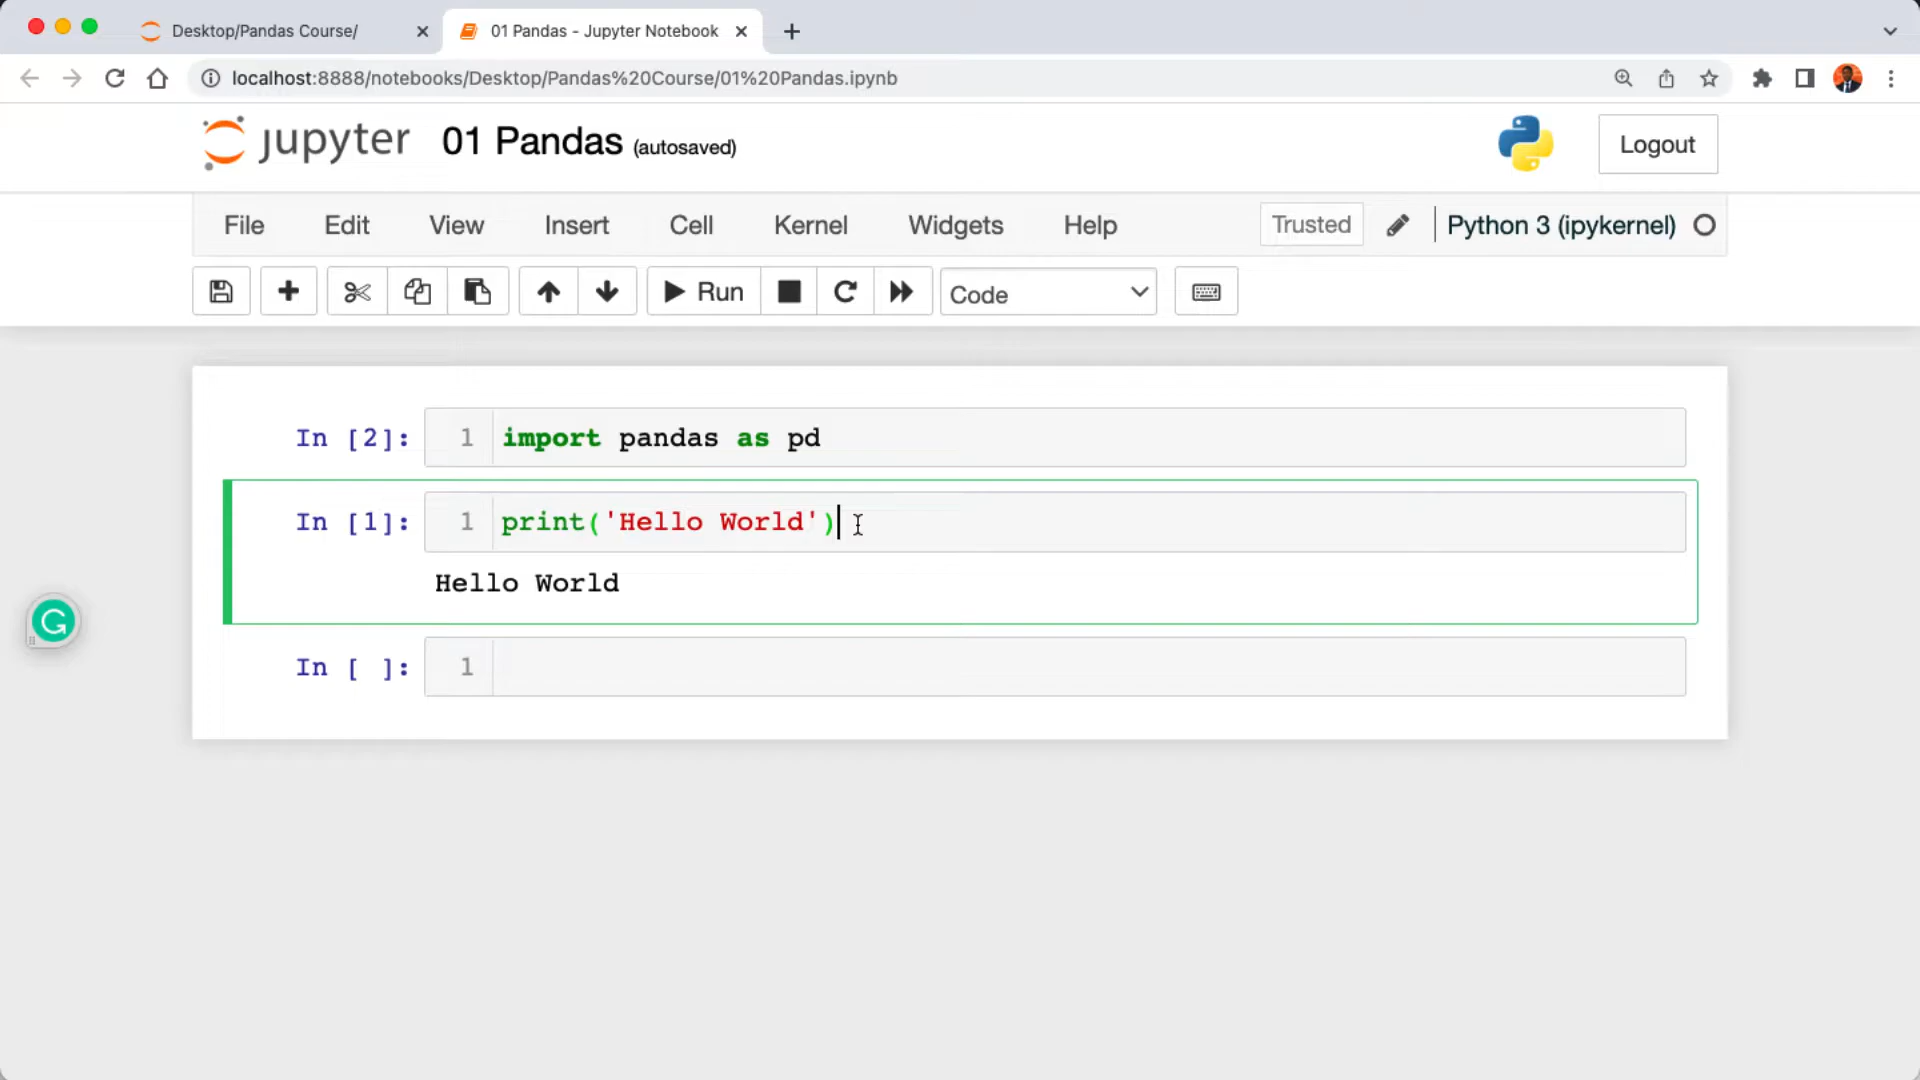 Desktop/Pandas Course/
01 Pandas - Jupyter Notebook
localhost:8888/notebooks/Desktop/Pandas%20Course/01%20Pandas.ipynb
jupyter 01 Pandas (autosaved)
Logout
File Edit View Insert Cell Kernel Widgets Help Trusted Python 3 (ipykernel)
Run Code
In [2]: 1 import pandas as pd
In [1]: 1 print('Hello World')
Hello World
In [ ]: 1